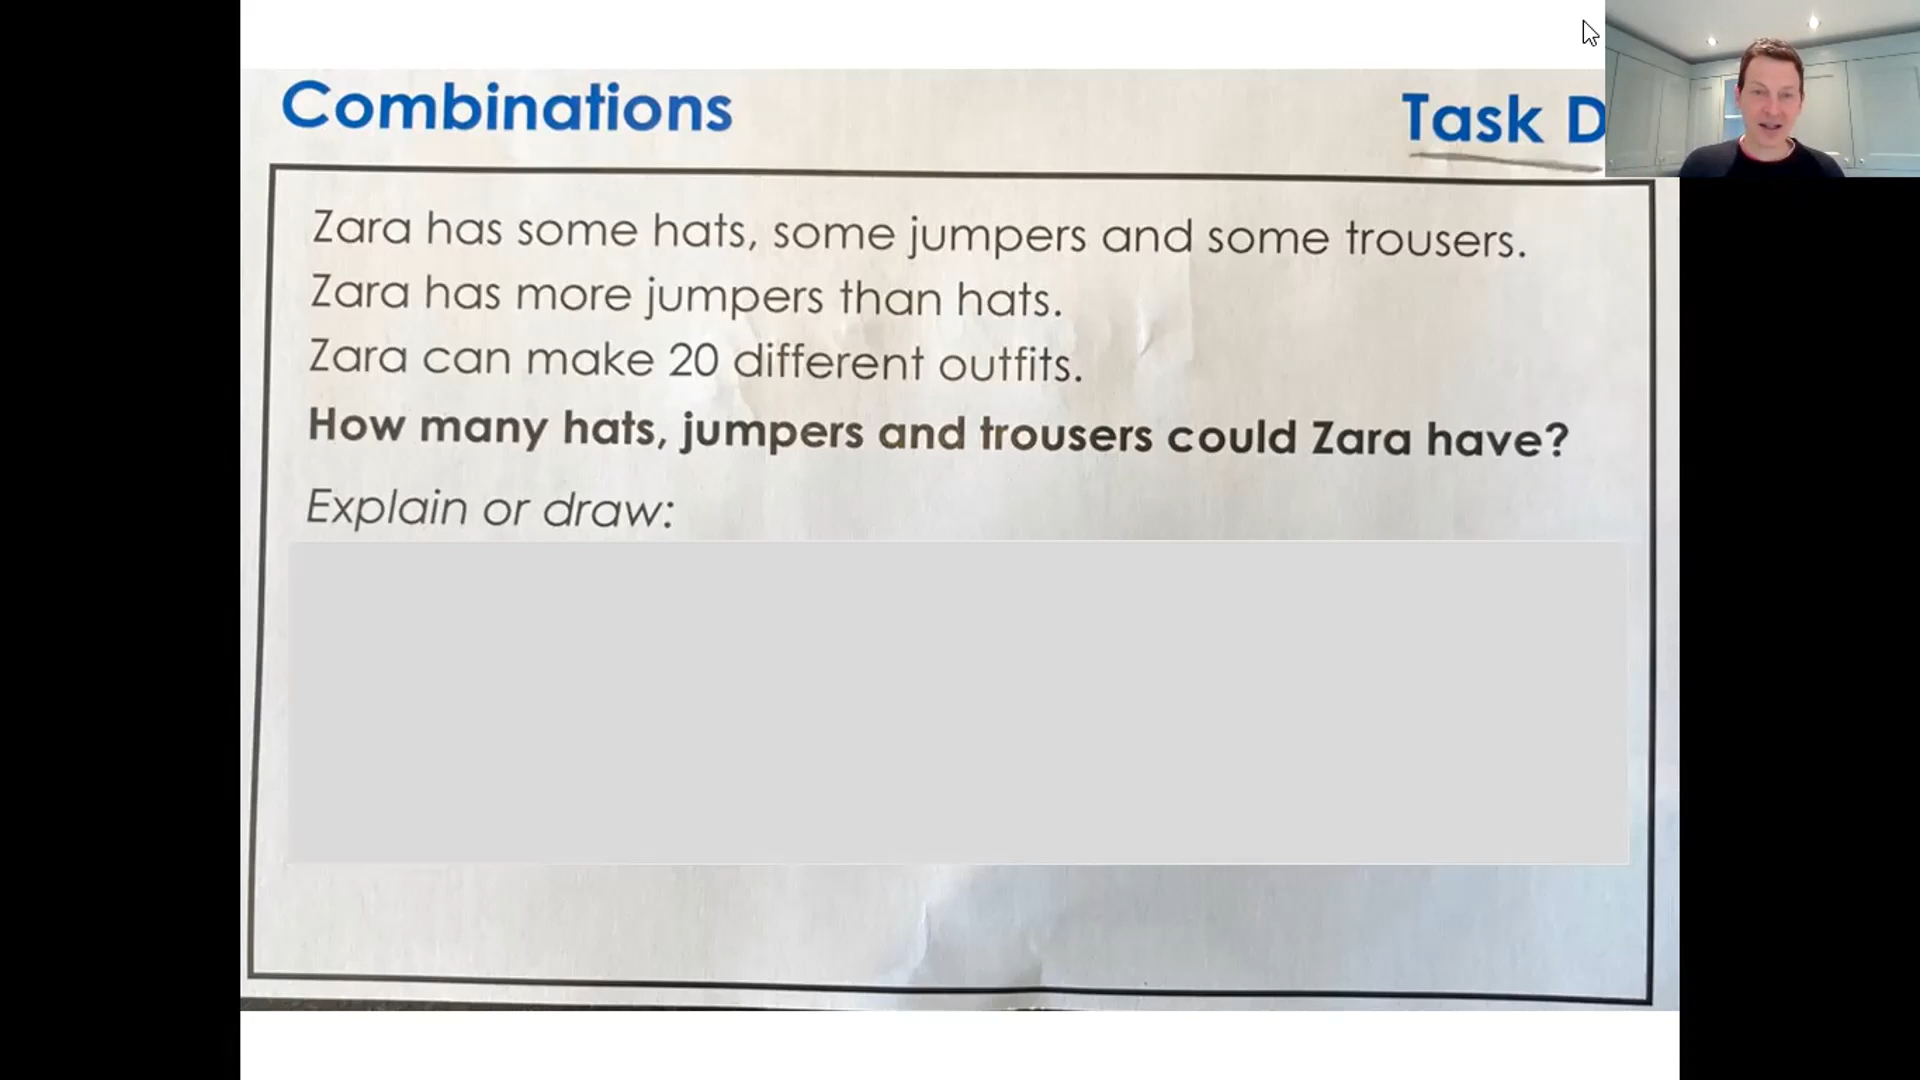 Combinations
Task D
Zara has some hats, some jumpers and some trousers.
Zara has more jumpers than hats.
Zara can make 20 different outfits.
How many hats, jumpers and trousers could Zara have?
Explain or draw: